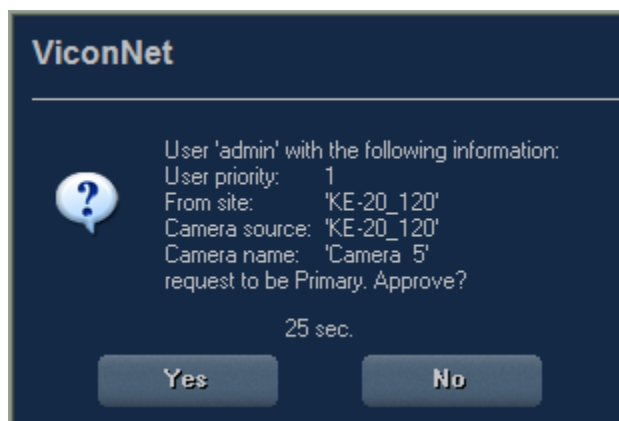 ViconNet
User 'admin' with the following information:
User priority: 1
From site: 'KE-20_120'
Camera source: 'KE-20_120'
Camera name: 'Camera 5'
request to be Primary. Approve?
25 sec.
Yes No